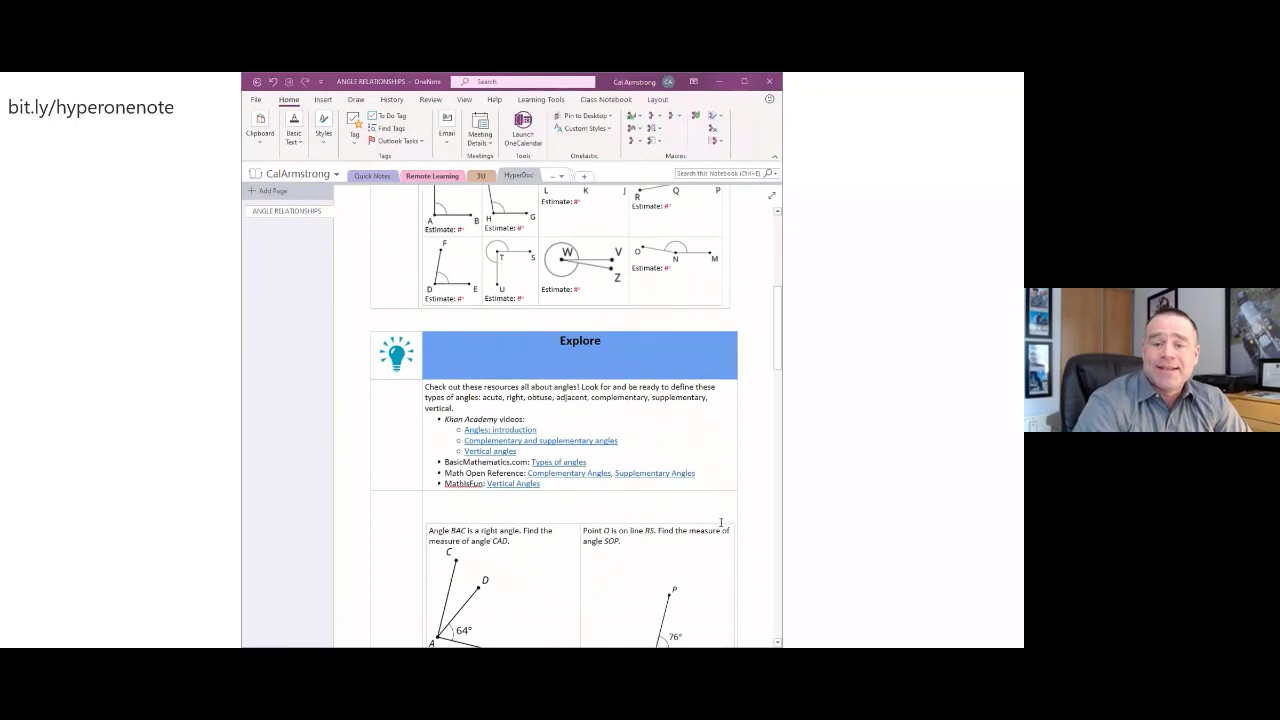 bit.ly/hyperonenote
ANGLE RELATIONSHIPS - OneNote
Search
Cal Armstrong
CA
File Home Insert Draw History Review View Help Learning Tools Class Notebook Layout
Clipboard
Basic Text
Styles
Tag
To Do Tag
Find Tags
Outlook Tasks
Tags
Email
Meeting Details
Meetings
Launch OneCalendar
Tools
Pin to Desktop
Custom Styles
Onetastic
Macros
CalArmstrong
Quick Notes
Remote Learning
3U
HyperDoc
...
+
Search this Notebook (Ctrl+E)
+ Add Page
ANGLE RELATIONSHIPS
A B
Estimate: #°
H G
Estimate: #°
L K J
Estimate: #°
R Q P
Estimate: #°
F
D E
Estimate: #°
T S
U
Estimate: #°
W V
Z
Estimate: #°
O N M
Estimate: #°
Explore
Check out these resources all about angles! Look for and be ready to define these
types of angles: acute, right, obtuse, adjacent, complementary, supplementary,
vertical.
• Khan Academy videos:
○ Angles: introduction
○ Complementary and supplementary angles
○ Vertical angles
• BasicMathematics.com: Types of angles
• Math Open Reference: Complementary Angles, Supplementary Angles
• MathIsFun: Vertical Angles
Angle BAC is a right angle. Find the
measure of angle CAD.
C
D
64°
A
Point O is on line RS. Find the measure of
angle SOP.
P
76°